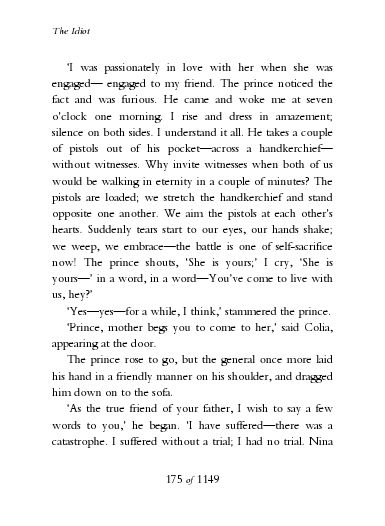 The Idiot
'I was passionately in love with her when she was
engaged— engaged to my friend. The prince noticed the
fact and was furious. He came and woke me at seven
o'clock one morning. I rise and dress in amazement;
silence on both sides. I understand it all. He takes a couple
of pistols out of his pocket—across a handkerchief—
without witnesses. Why invite witnesses when both of us
would be walking in eternity in a couple of minutes? The
pistols are loaded; we stretch the handkerchief and stand
opposite one another. We aim the pistols at each other's
hearts. Suddenly tears start to our eyes, our hands shake;
we weep, we embrace—the battle is one of self-sacrifice
now! The prince shouts, 'She is yours;' I cry, 'She is
yours—' in a word, in a word—You've come to live with
us, hey?'
'Yes—yes—for a while, I think,' stammered the prince.
'Prince, mother begs you to come to her,' said Colia,
appearing at the door.
The prince rose to go, but the general once more laid
his hand in a friendly manner on his shoulder, and dragged
him down on to the sofa.
'As the true friend of your father, I wish to say a few
words to you,' he began. 'I have suffered—there was a
catastrophe. I suffered without a trial; I had no trial. Nina
175 of 1149